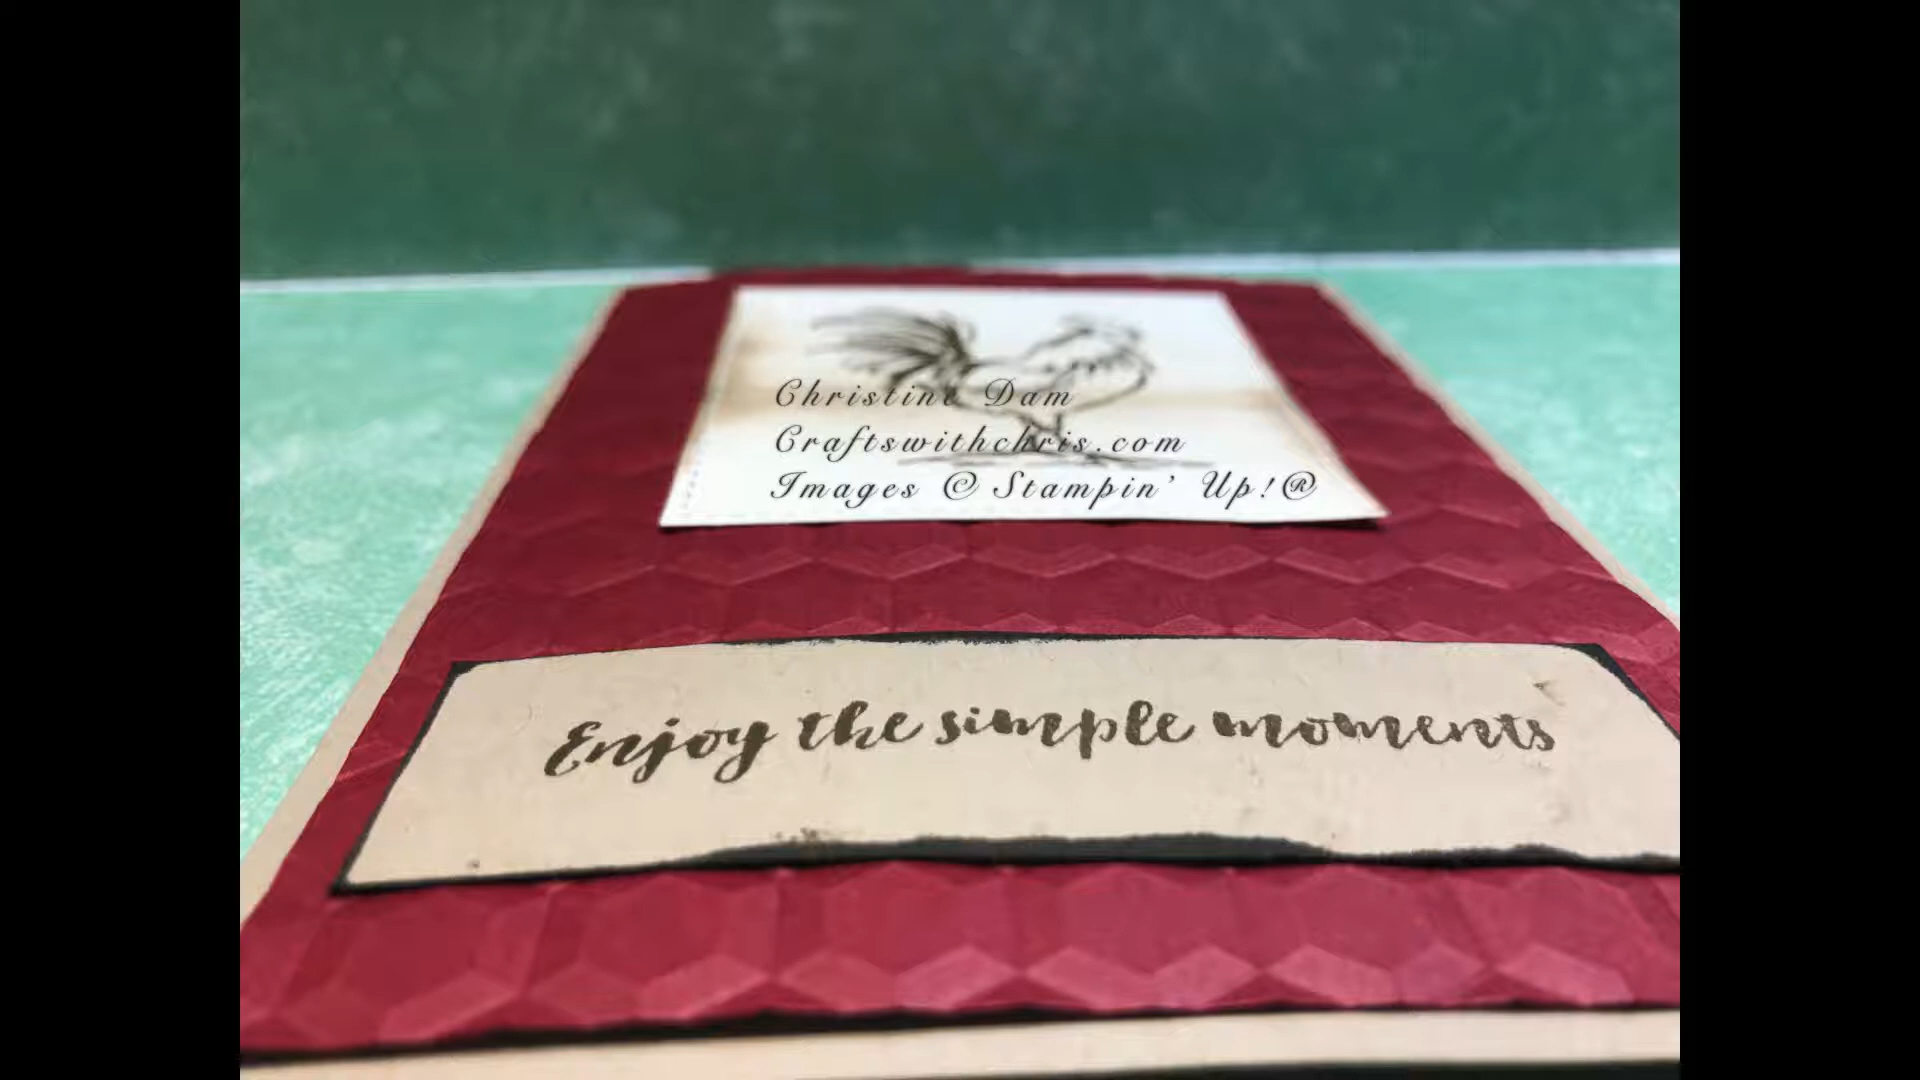 Christine Dam
Craftswithchris.com
Images © Stampin' Up!®
Enjoy the simple moments